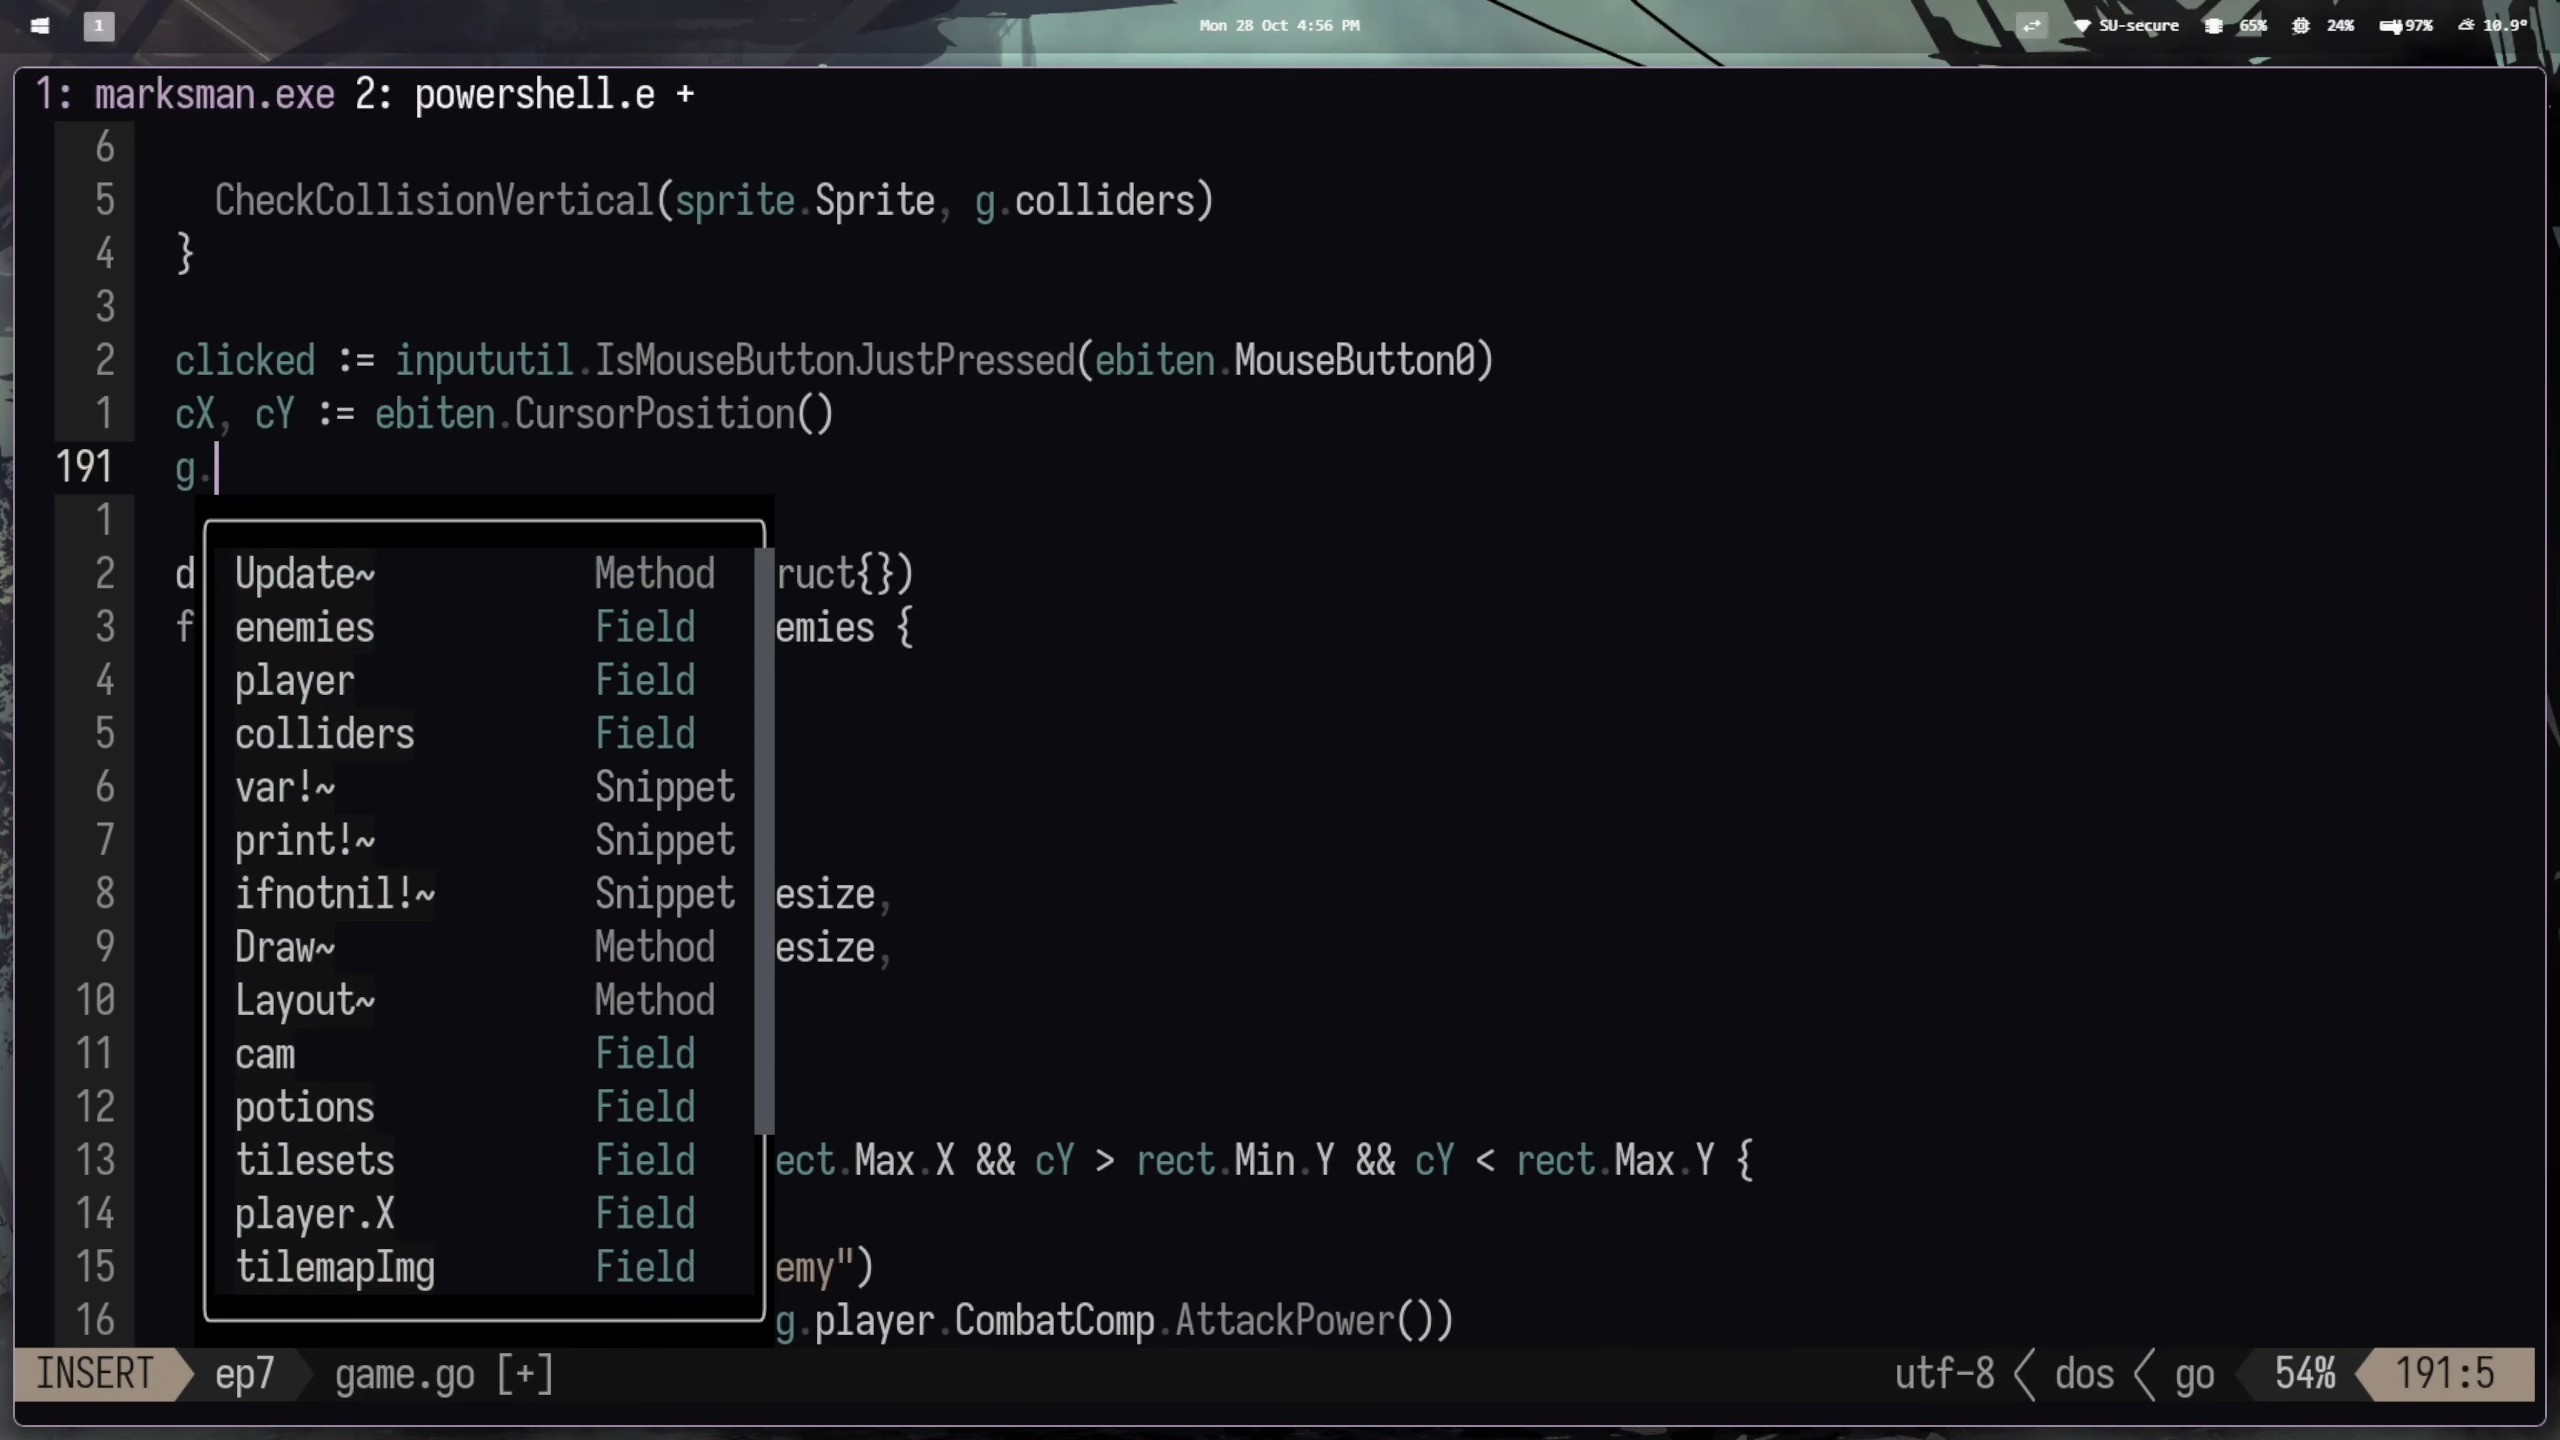 1 Mon 28 Oct 4:56 PM SU-secure 65% 24% 97% 10.9°
1: marksman.exe 2: powershell.e +
6
5 CheckCollisionVertical(sprite.Sprite, g.colliders)
4 }
3
2 clicked := inpututil.IsMouseButtonJustPressed(ebiten.MouseButton0)
1 cX, cY := ebiten.CursorPosition()
191 g.
1
2 d Update~ Method ruct{})
3 f enemies Field emies {
4 player Field
5 colliders Field
6 var!~ Snippet
7 print!~ Snippet
8 ifnotnil!~ Snippet esize,
9 Draw~ Method esize,
10 Layout~ Method
11 cam Field
12 potions Field
13 tilesets Field ect.Max.X && cY > rect.Min.Y && cY < rect.Max.Y {
14 player.X Field
15 tilemapImg Field emy")
16 g.player.CombatComp.AttackPower())
INSERT ep7 game.go [+] utf-8 dos go 54% 191:5